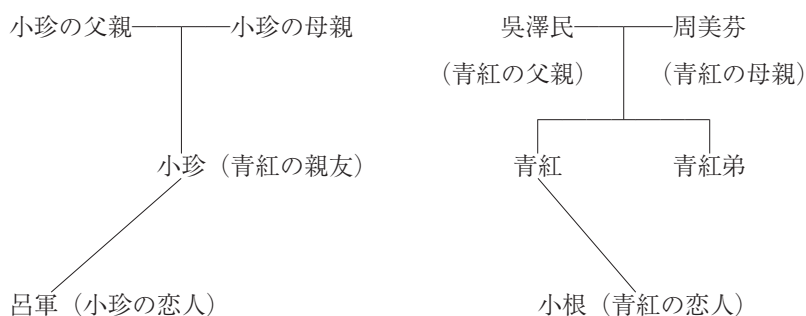 小珍の父親 小珍の母親 吳澤民 周美芬
（青紅の父親） （青紅の母親）
小珍（青紅の親友） 青紅 青紅弟
呂軍（小珍の恋人） 小根（青紅の恋人）